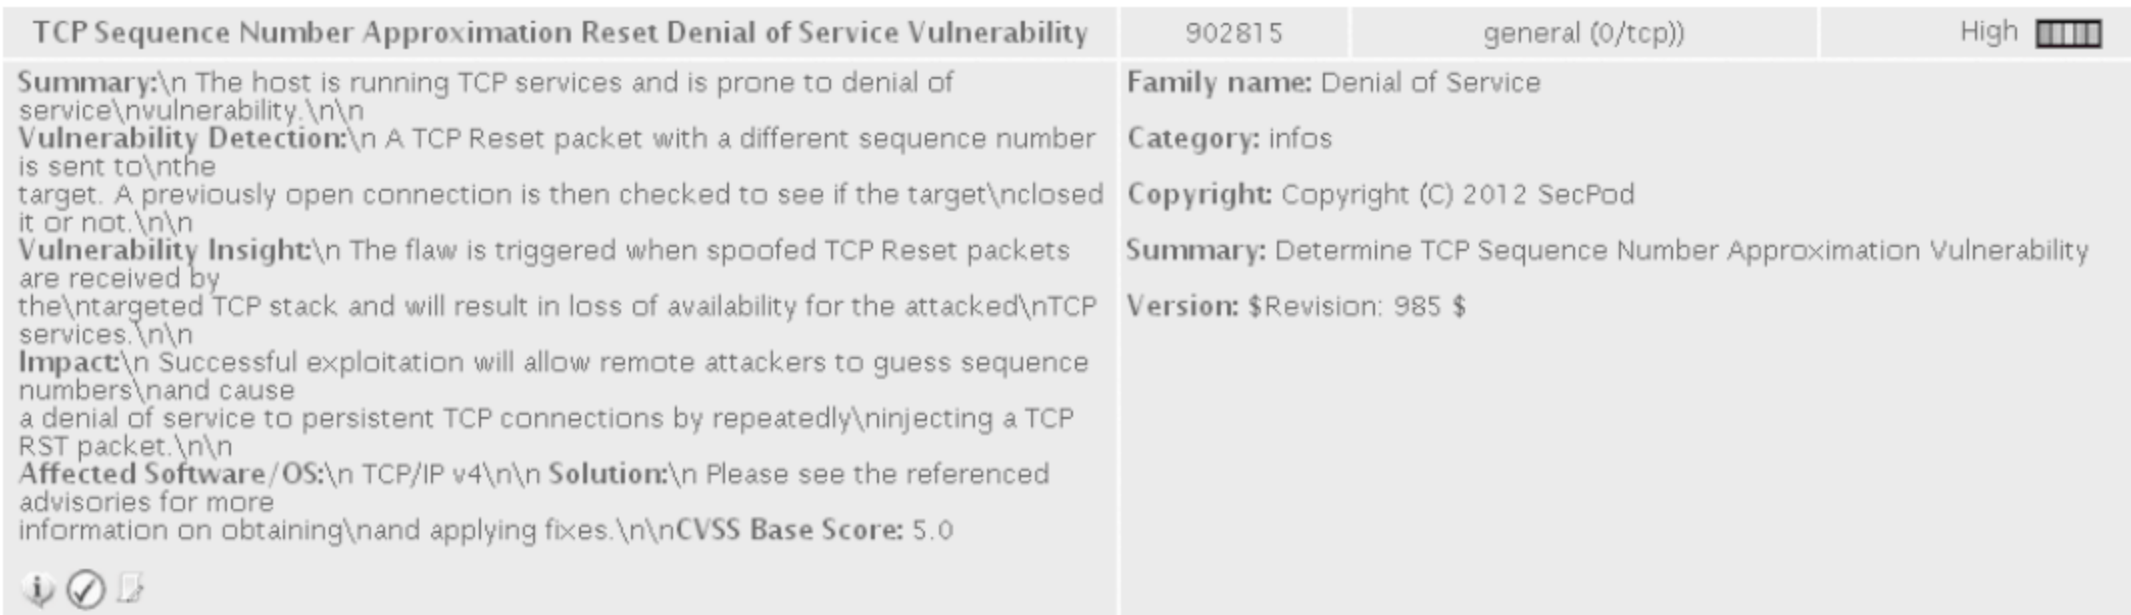 TCP Sequence Number Approximation Reset Denial of Service Vulnerability 902815 general (0/tcp)) High
Summary:\n The host is running TCP services and is prone to denial of
service\nvulnerability.\n\n
Vulnerability Detection:\n A TCP Reset packet with a different sequence number
is sent to\nthe
target. A previously open connection is then checked to see if the target\nclosed
it or not.\n\n
Vulnerability Insight:\n The flaw is triggered when spoofed TCP Reset packets
are received by
the\ntargeted TCP stack and will result in loss of availability for the attacked\nTCP
services.\n\n
Impact:\n Successful exploitation will allow remote attackers to guess sequence
numbers\nand cause
a denial of service to persistent TCP connections by repeatedly\ninjecting a TCP
RST packet.\n\n
Affected Software/OS:\n TCP/IP v4\n\n Solution:\n Please see the referenced
advisories for more
information on obtaining\nand applying fixes.\n\nCVSS Base Score: 5.0
Family name: Denial of Service
Category: infos
Copyright: Copyright (C) 2012 SecPod
Summary: Determine TCP Sequence Number Approximation Vulnerability
Version: $Revision: 985 $